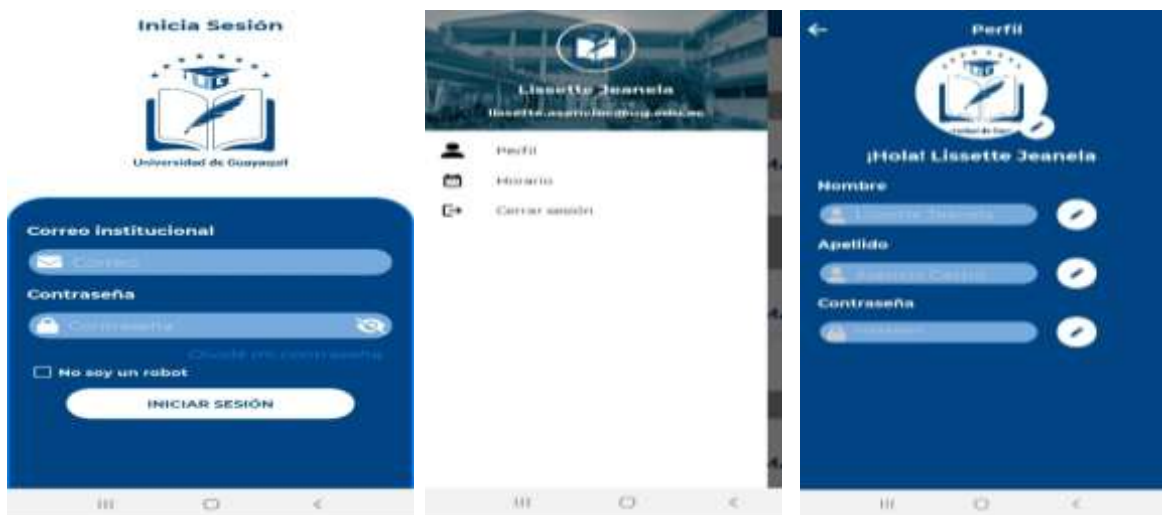 Inicia Sesión
UG
Universidad de Guayaquil
Correo institucional
Correo
Contraseña
Contraseña
Olvidé mi contraseña
No soy un robot
INICIAR SESIÓN
Lissette Jeanela
Perfil
Horario
Cerrar sesión
Perfil
¡Hola! Lissette Jeanela
Nombre
Lissette Jeanela
Apellido
Contraseña